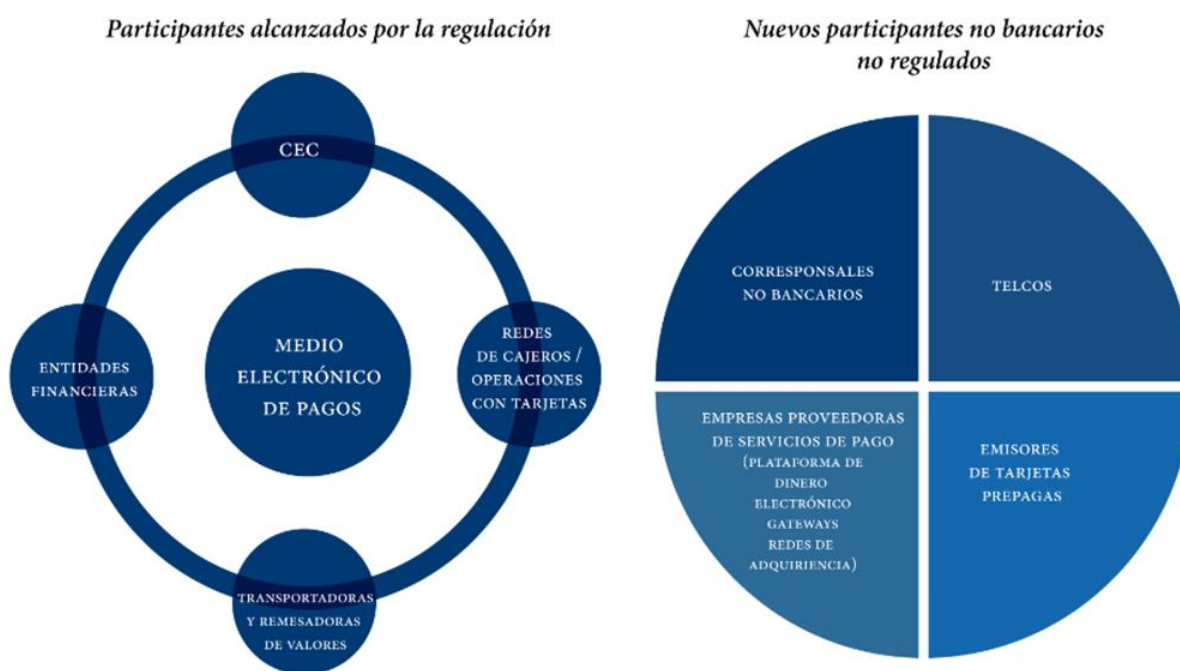 Participantes alcanzados por la regulación
CEC
ENTIDADES
FINANCIERAS
MEDIO
ELECTRÓNICO
DE PAGOS
REDES
DE CAJEROS /
OPERACIONES
CON TARJETAS
TRANSPORTADORAS
Y REMESADORAS
DE VALORES
Nuevos participantes no bancarios
no regulados
CORRESPONSALES
NO BANCARIOS
TELCOS
EMPRESAS PROVEEDORAS
DE SERVICIOS DE PAGO
(PLATAFORMA DE
DINERO
ELECTRÓNICO
GATEWAYS
REDES DE
ADQUIRIENCIA)
EMISORES
DE TARJETAS
PREPAGAS